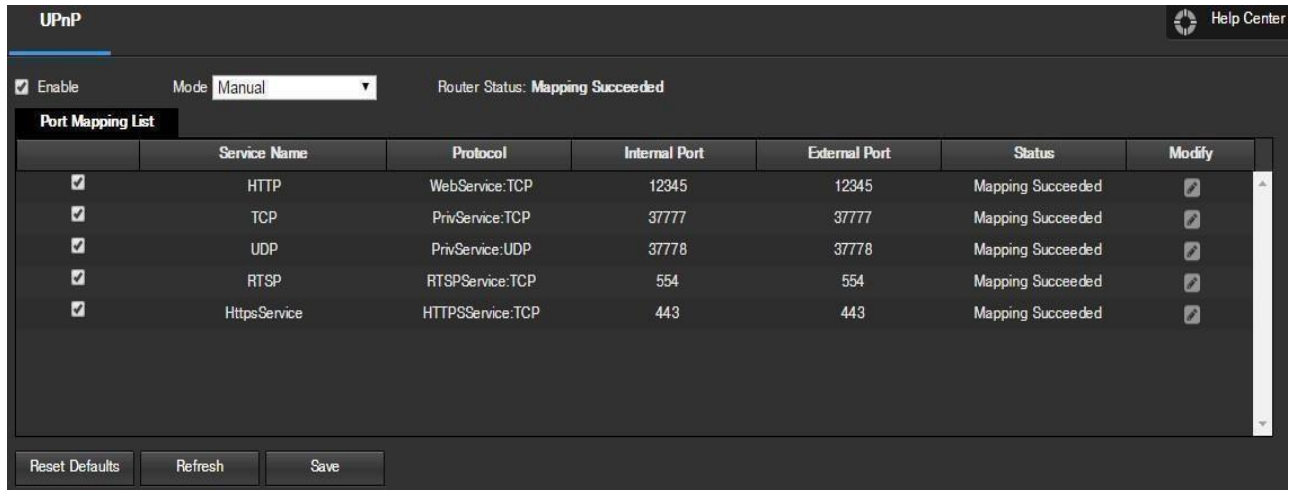 UPnP Help Center
Enable Mode Manual Router Status: Mapping Succeeded
Port Mapping List
Service Name Protocol Internal Port External Port Status Modify
HTTP WebService:TCP 12345 12345 Mapping Succeeded
TCP PrivService:TCP 37777 37777 Mapping Succeeded
UDP PrivService:UDP 37778 37778 Mapping Succeeded
RTSP RTSPService:TCP 554 554 Mapping Succeeded
HttpsService HTTPSService:TCP 443 443 Mapping Succeeded
Reset Defaults Refresh Save